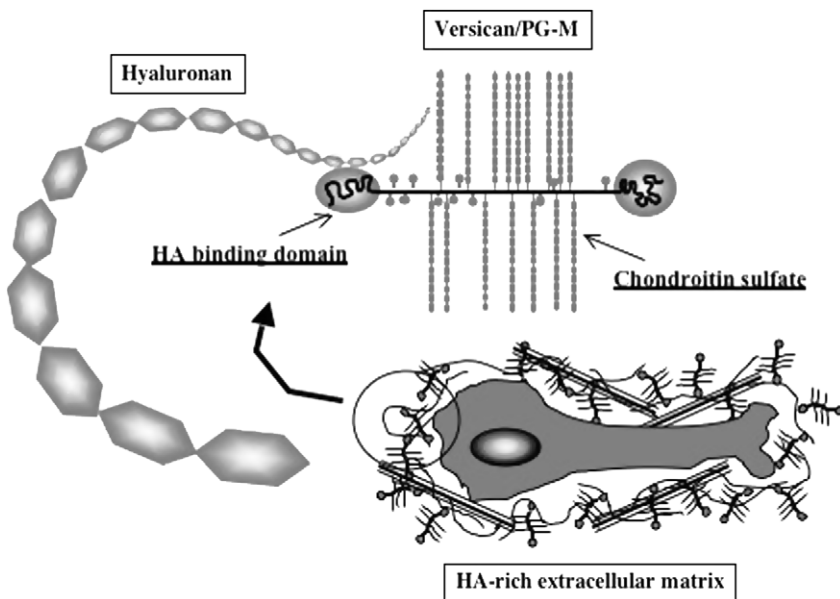 Versican/PG-M
Hyaluronan
HA binding domain
Chondroitin sulfate
HA-rich extracellular matrix